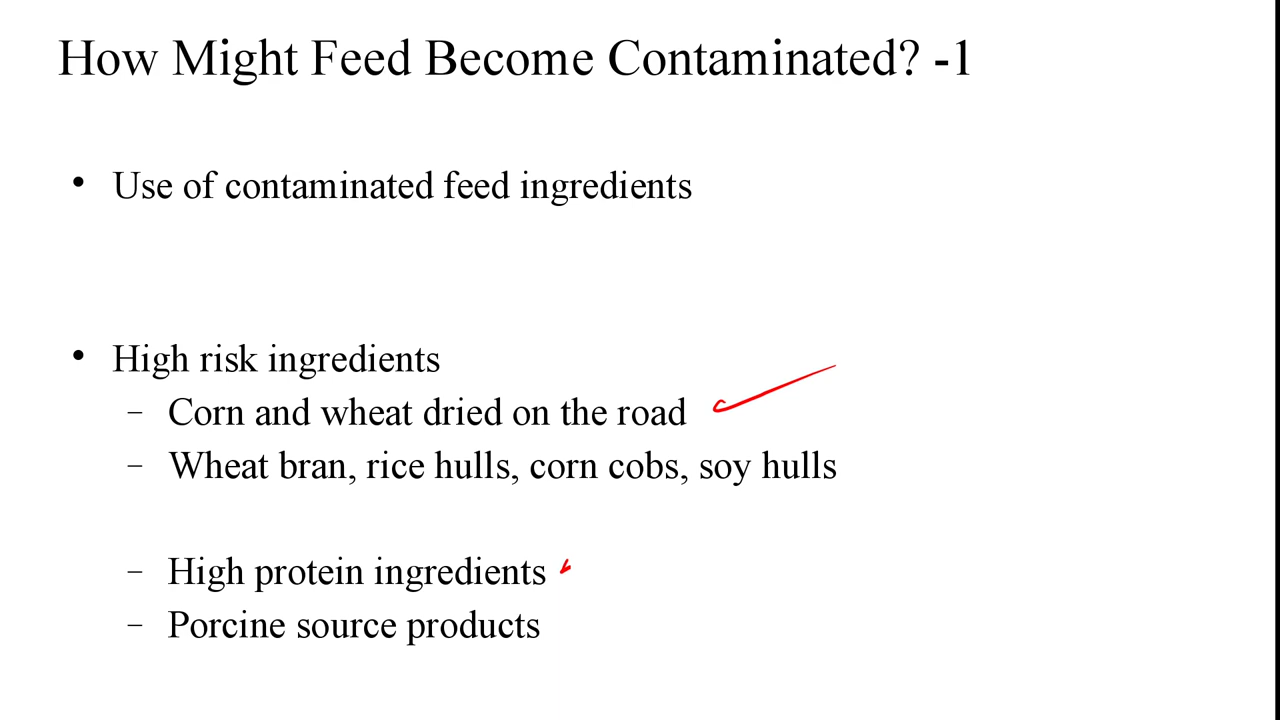 How Might Feed Become Contaminated? -1
• Use of contaminated feed ingredients
• High risk ingredients
– Corn and wheat dried on the road
– Wheat bran, rice hulls, corn cobs, soy hulls
– High protein ingredients
– Porcine source products